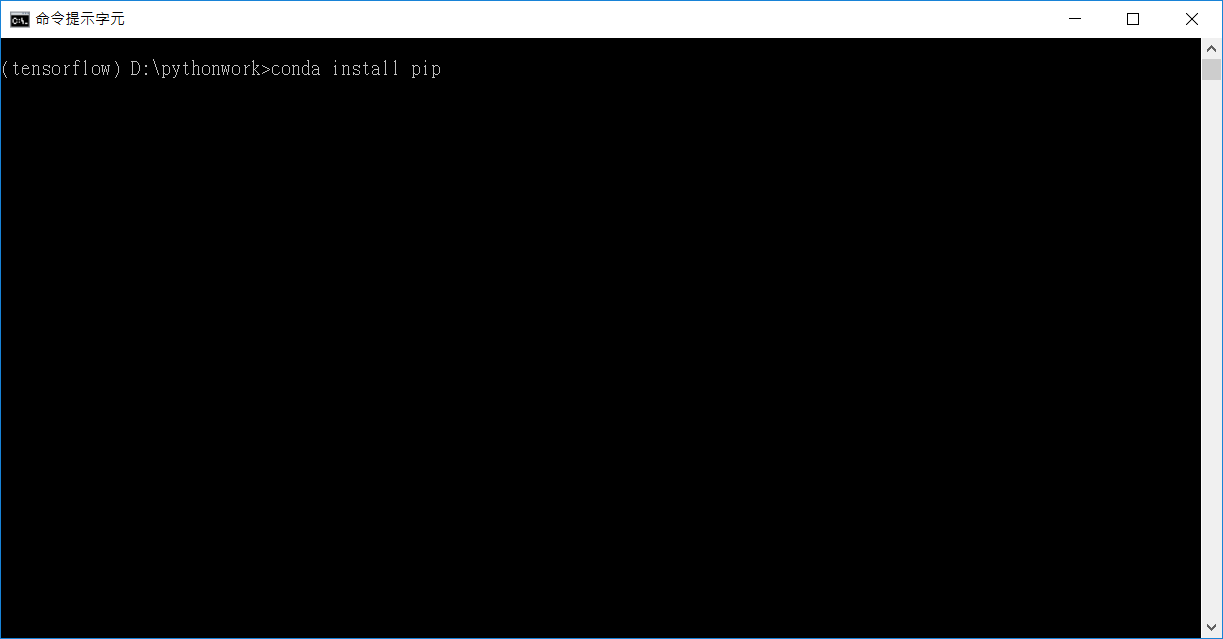 命令提示字元
(tensorflow) D:\pythonwork>conda install pip